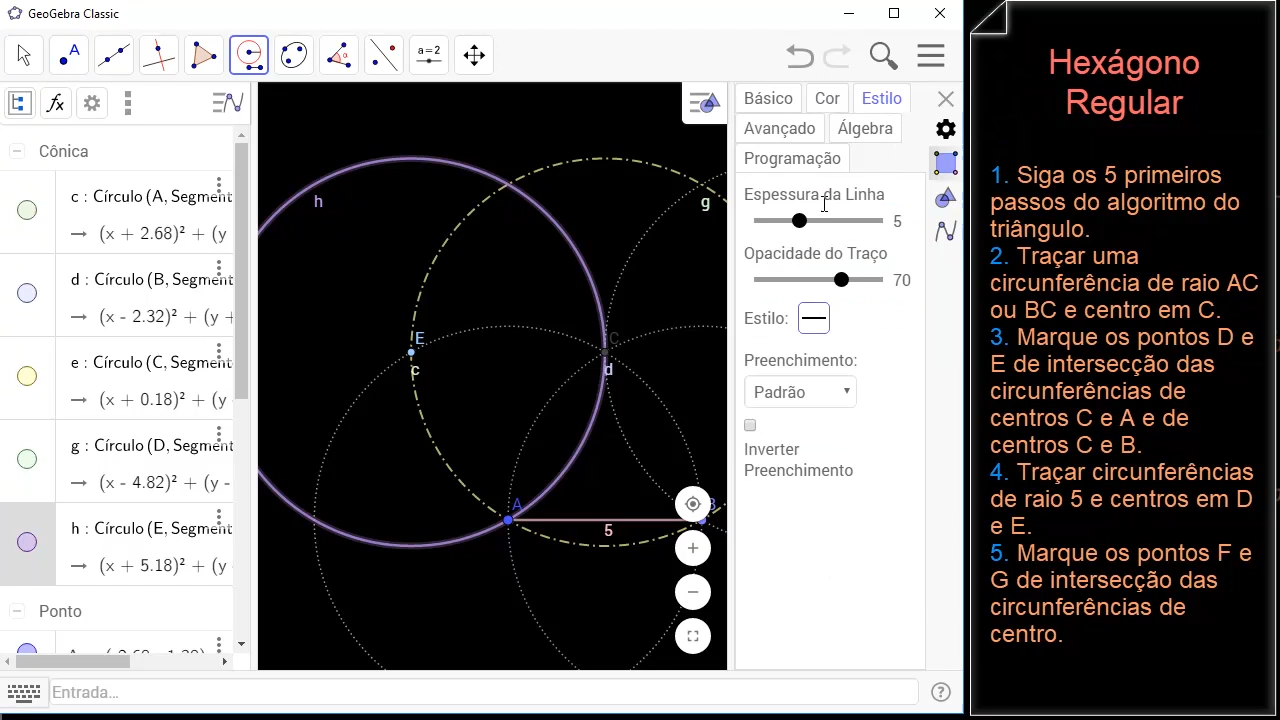 GeoGebra Classic
A
a=2
fx
Cônica
c : Círculo(A, Segment
→ (x + 2.68)² + (y
d : Círculo(B, Segment
→ (x - 2.32)² + (y +
e : Círculo(C, Segment
→ (x + 0.18)² + (y
g : Círculo(D, Segment
→ (x - 4.82)² + (y -
h : Círculo(E, Segment
→ (x + 5.18)² + (y
Ponto
h
g
E
c
C
d
A
B
5
Básico
Cor
Estilo
Avançado
Álgebra
Programação
Espessura da Linha
5
Opacidade do Traço
70
Estilo:
Preenchimento:
Padrão
Inverter
Preenchimento
Entrada...
Hexágono
Regular
1. Siga os 5 primeiros
passos do algoritmo do
triângulo.
2. Traçar uma
circunferência de raio AC
ou BC e centro em C.
3. Marque os pontos D e
E de intersecção das
circunferências de
centros C e A e de
centros C e B.
4. Traçar circunferências
de raio 5 e centros em D
e E.
5. Marque os pontos F e
G de intersecção das
circunferências de
centro.